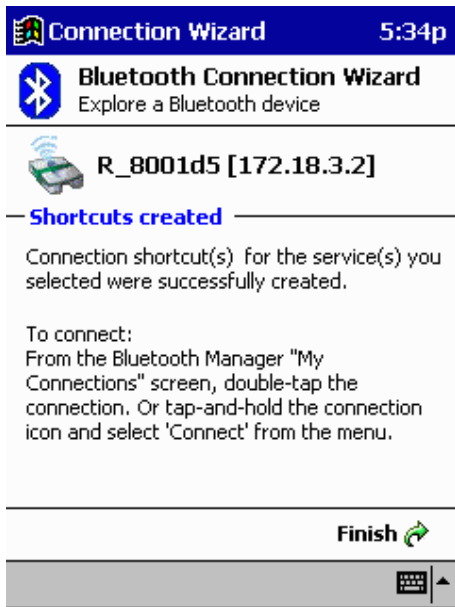 Connection Wizard 5:34p
Bluetooth Connection Wizard
Explore a Bluetooth device
R_8001d5 [172.18.3.2]
Shortcuts created
Connection shortcut(s) for the service(s) you
selected were successfully created.
To connect:
From the Bluetooth Manager "My
Connections" screen, double-tap the
connection. Or tap-and-hold the connection
icon and select 'Connect' from the menu.
Finish